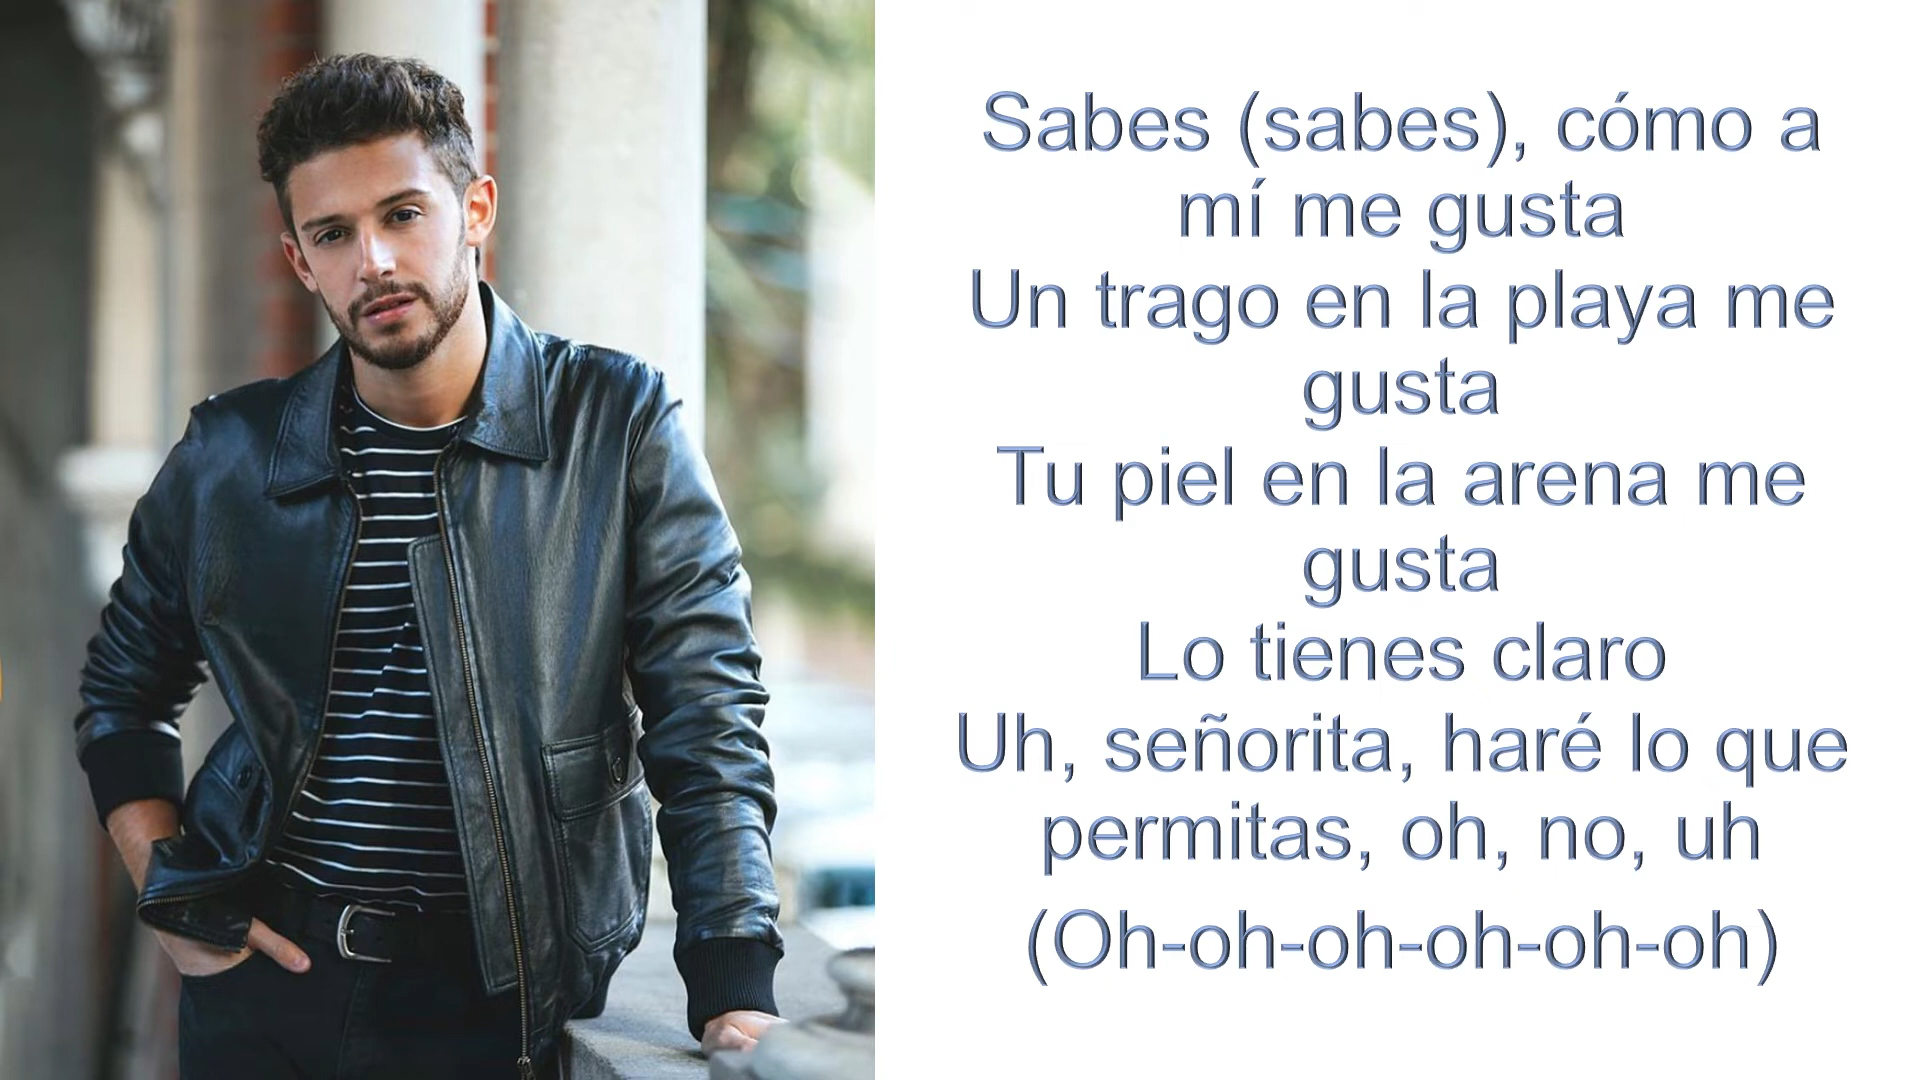 Sabes (sabes), cómo a
mí me gusta
Un trago en la playa me
gusta
Tu piel en la arena me
gusta
Lo tienes claro
Uh, señorita, haré lo que
permitas, oh, no, uh
(Oh-oh-oh-oh-oh-oh)